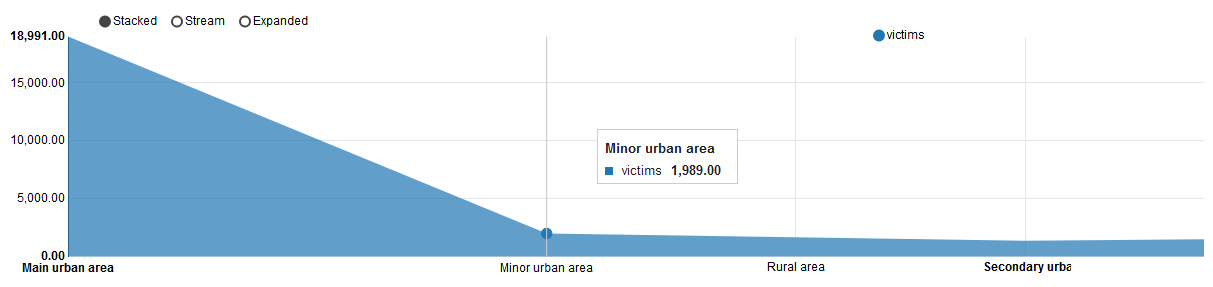 Stacked Stream Expanded
victims
18,991.00
15,000.00
10,000.00
5,000.00
0.00
Minor urban area
victims 1,989.00
Main urban area Minor urban area Rural area Secondary urba